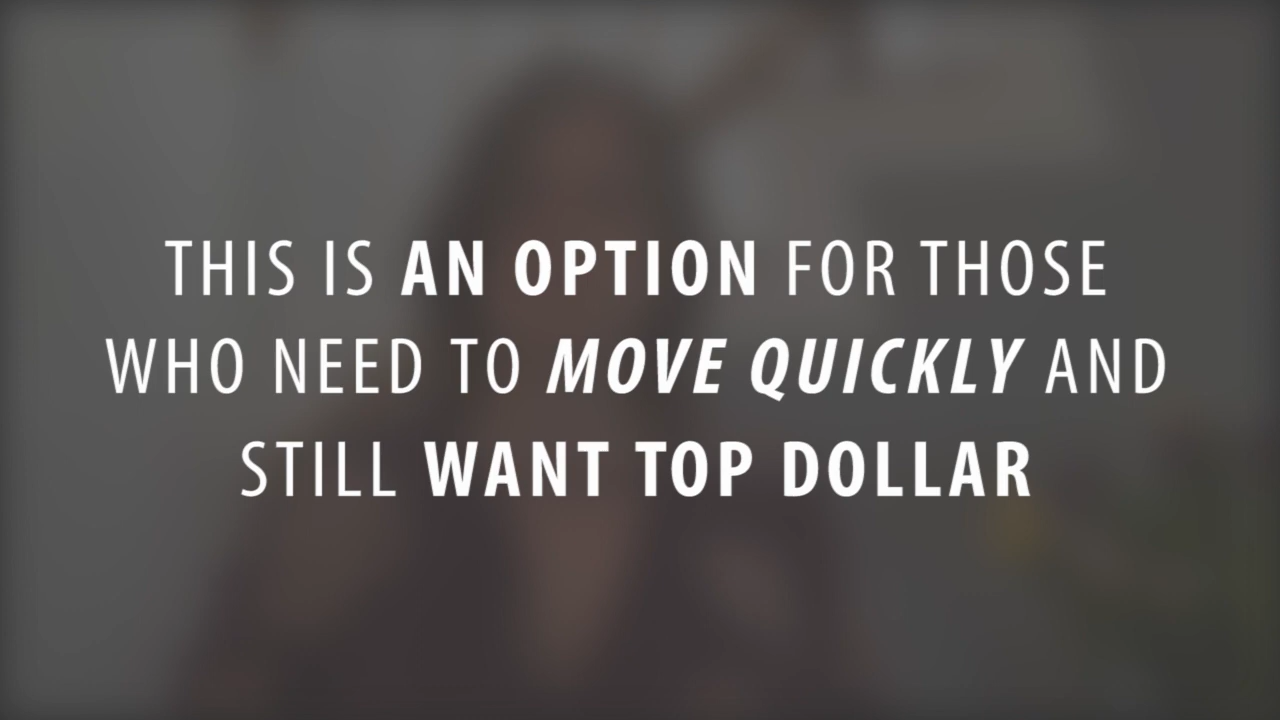 THIS IS AN OPTION FOR THOSE
WHO NEED TO MOVE QUICKLY AND
STILL WANT TOP DOLLAR